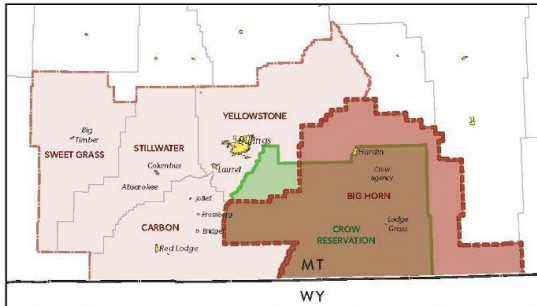 YELLOWSTONE
Big
Timber
SWEET GRASS
STILLWATER
Billings
Columbus
Laurel
Hardin
Crow
Agency
Absarokee
BIG HORN
Joliet
CARBON
Fromberg
Bridger
Lodge
Grass
CROW
RESERVATION
Red Lodge
MT
WY